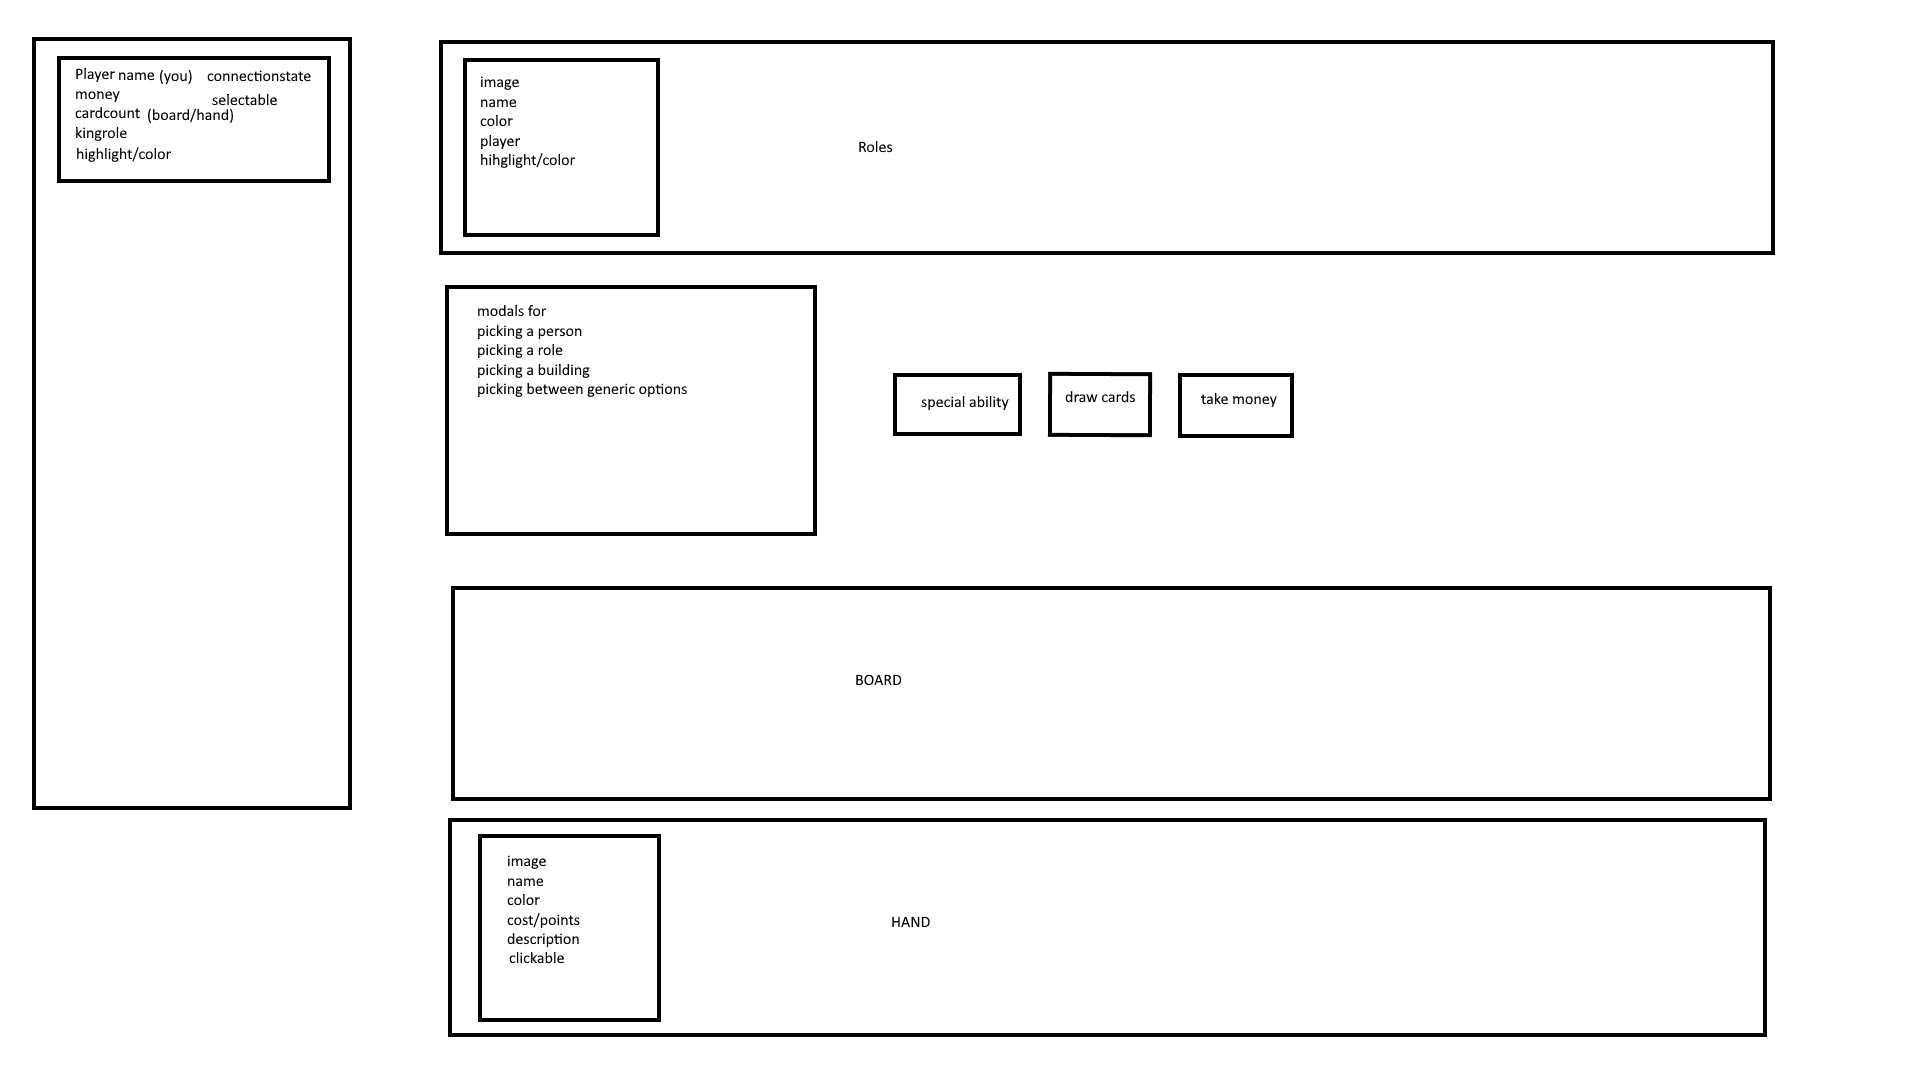 Player name (you) connectionstate
money
selectable
cardcount (board/hand)
kingrole
highlight/color
image
name
color
player
hihglight/color
Roles
modals for
picking a person
picking a role
picking a building
picking between generic options
special ability
draw cards
take money
BOARD
image
name
color
cost/points
description
clickable
HAND